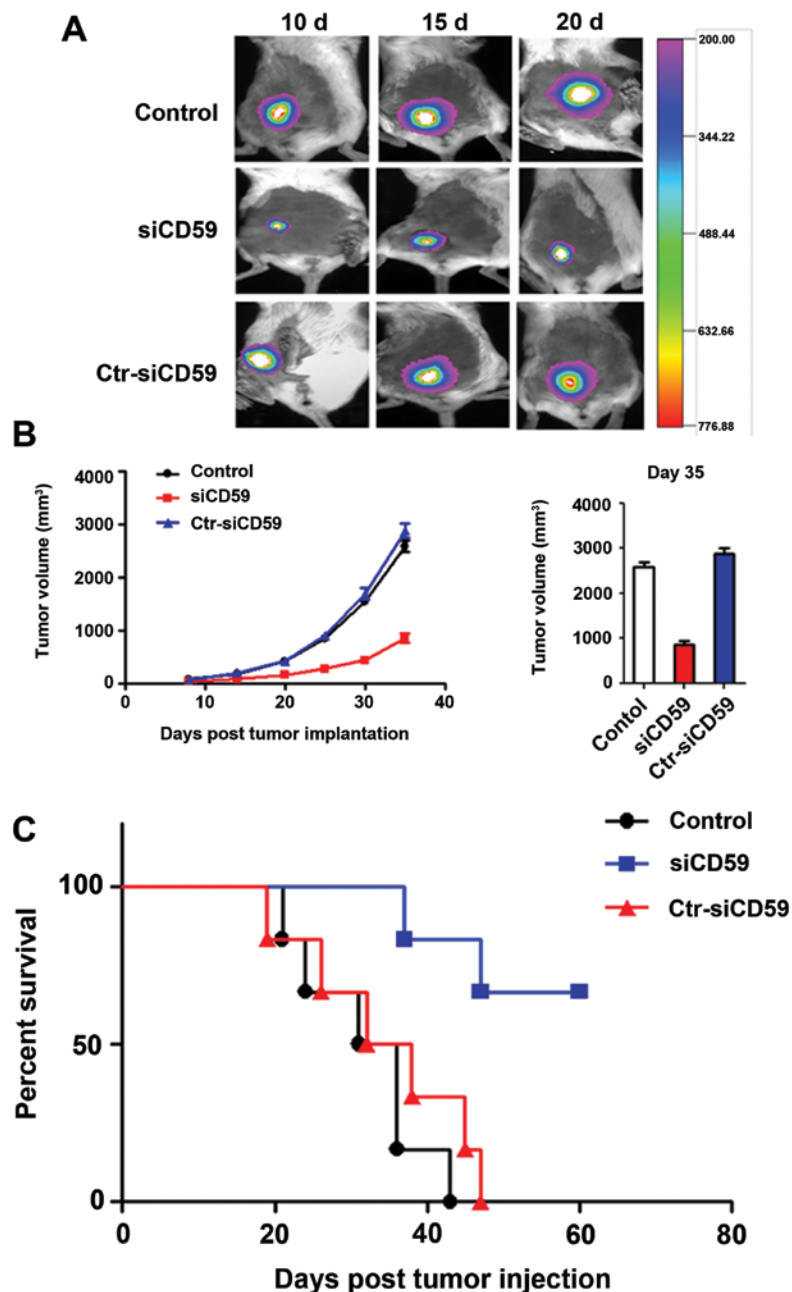 A
10 d 15 d 20 d
Control
siCD59
Ctr-siCD59
200.00
344.22
488.44
632.66
776.88
B
Tumor volume (mm³)
4000
3000
2000
1000
0
0 10 20 30 40
Days post tumor implantation
Control
siCD59
Ctr-siCD59
Day 35
Tumor volume (mm³)
4000
3000
2000
1000
0
Contol
siCD59
Ctr-siCD59
C
Percent survival
100
50
0
0 20 40 60 80
Days post tumor injection
Control
siCD59
Ctr-siCD59